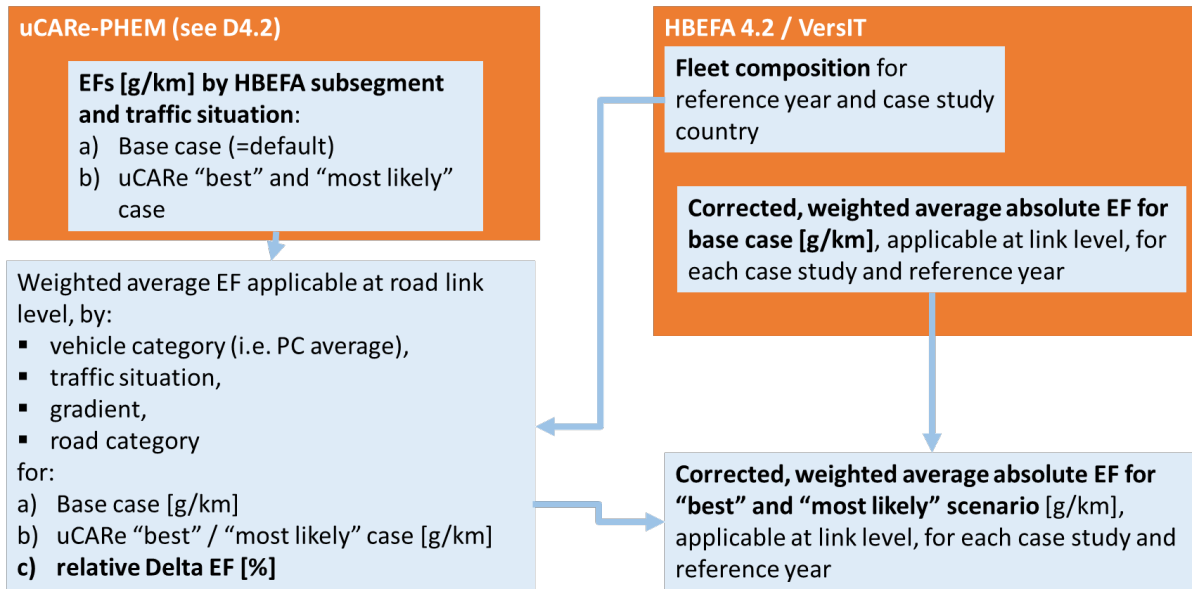 uCARe-PHEM (see D4.2)
EFs [g/km] by HBEFA subsegment
and traffic situation:
a) Base case (=default)
b) uCARe “best” and “most likely”
case
Weighted average EF applicable at road link
level, by:
▪ vehicle category (i.e. PC average),
▪ traffic situation,
▪ gradient,
▪ road category
for:
a) Base case [g/km]
b) uCARe “best” / “most likely” case [g/km]
c) relative Delta EF [%]
HBEFA 4.2 / VersIT
Fleet composition for
reference year and case study
country
Corrected, weighted average absolute EF for
base case [g/km], applicable at link level, for
each case study and reference year
Corrected, weighted average absolute EF for
“best” and “most likely” scenario [g/km],
applicable at link level, for each case study and
reference year